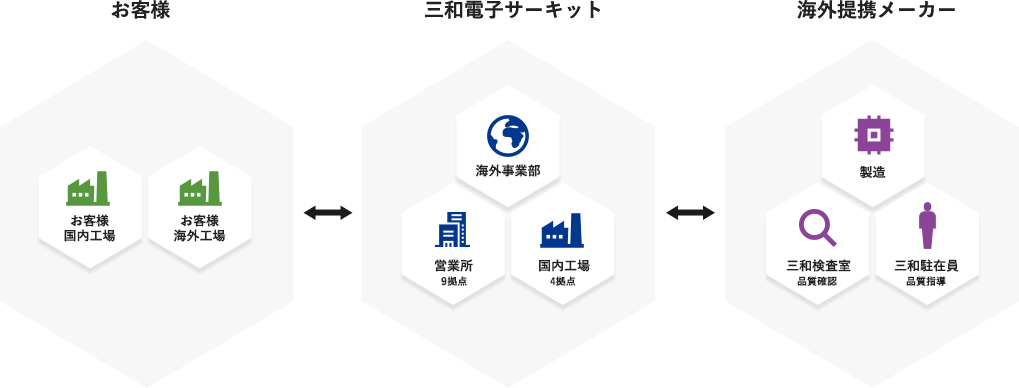 お客様
三和電子サーキット
海外提携メーカー
お客様
国内工場
お客様
海外工場
海外事業部
営業所
9拠点
国内工場
4拠点
製造
三和検査室
品質確認
三和駐在員
品質指導